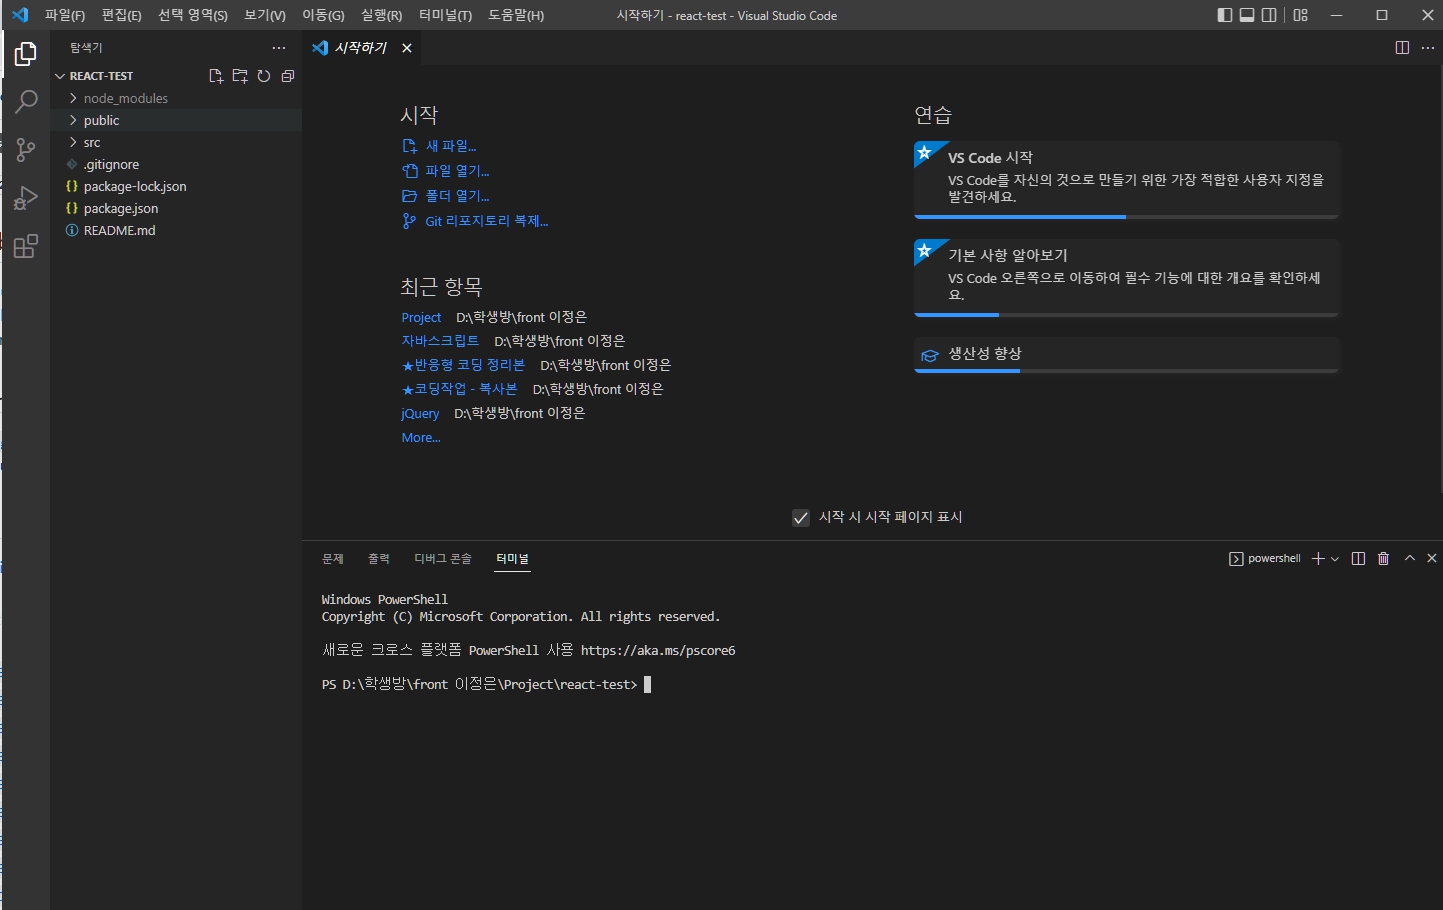 파일(F) 편집(E) 선택 영역(S) 보기(V) 이동(G) 실행(R) 터미널(T) 도움말(H) 시작하기 - react-test - Visual Studio Code
탐색기
시작하기
REACT-TEST
node_modules
public
src
.gitignore
package-lock.json
package.json
README.md
시작
새 파일...
파일 열기...
폴더 열기...
Git 리포지토리 복제...
최근 항목
Project D:\학생방\front 이정은
자바스크립트 D:\학생방\front 이정은
★반응형 코딩 정리본 D:\학생방\front 이정은
★코딩작업 - 복사본 D:\학생방\front 이정은
jQuery D:\학생방\front 이정은
More...
연습
VS Code 시작
VS Code를 자신의 것으로 만들기 위한 가장 적합한 사용자 지정을
발견하세요.
기본 사항 알아보기
VS Code 오른쪽으로 이동하여 필수 기능에 대한 개요를 확인하세
요.
생산성 향상
시작 시 시작 페이지 표시
문제 출력 디버그 콘솔 터미널
powershell
Windows PowerShell
Copyright (C) Microsoft Corporation. All rights reserved.
새로운 크로스 플랫폼 PowerShell 사용 https://aka.ms/pscore6
PS D:\학생방\front 이정은\Project\react-test>